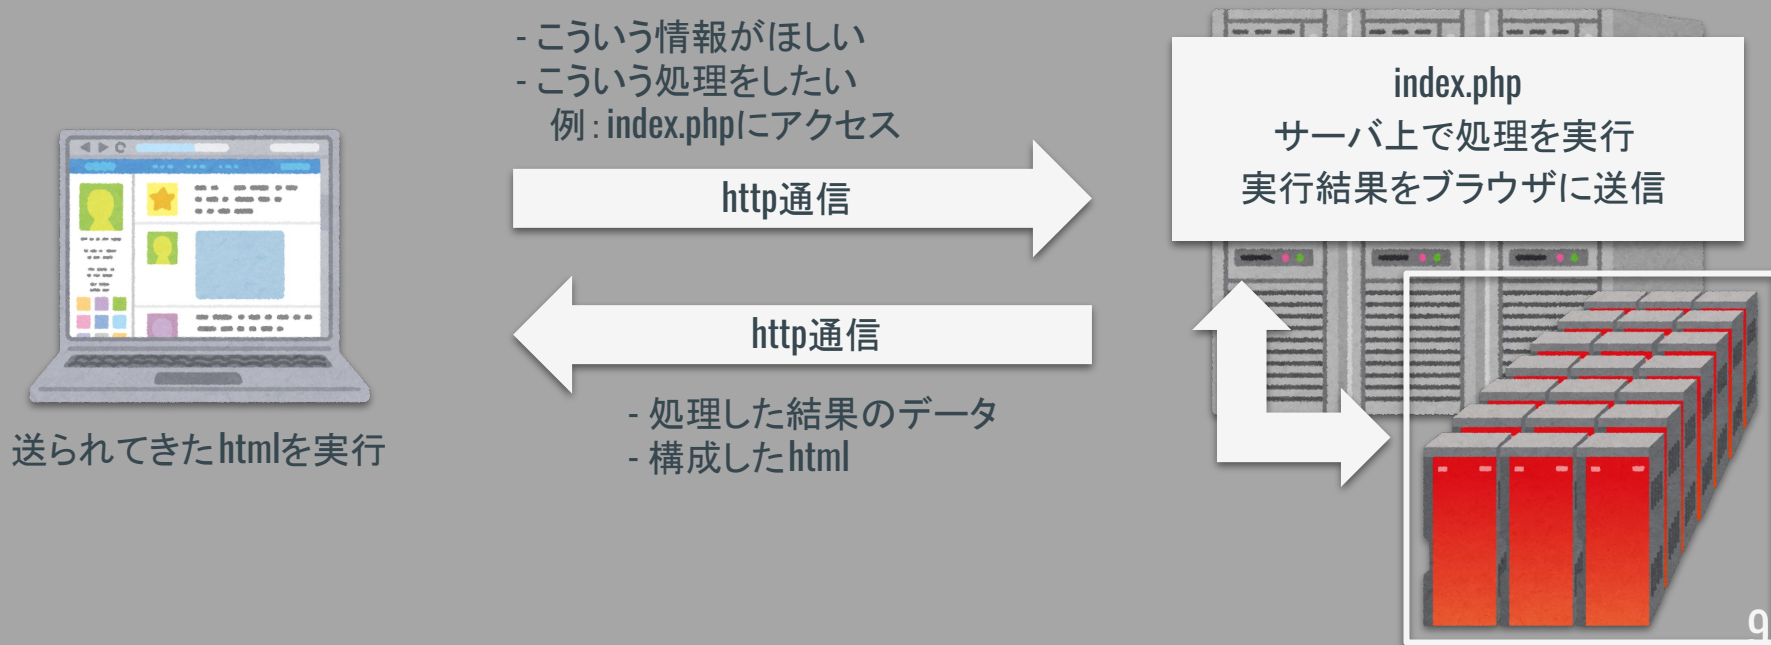 - こういう情報がほしい
- こういう処理をしたい
例：index.phpにアクセス
http通信
index.php
サーバ上で処理を実行
実行結果をブラウザに送信
http通信
- 処理した結果のデータ
- 構成したhtml
送られてきたhtmlを実行
9